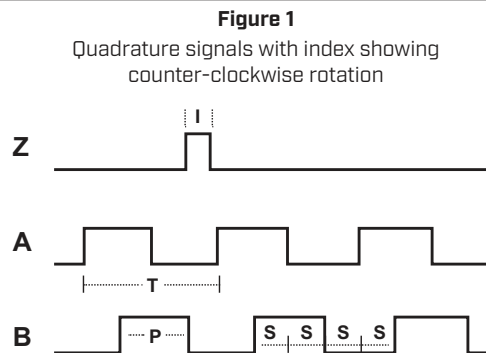 Figure 1
Quadrature signals with index showing
counter-clockwise rotation
I
Z
A
T
B
P
S S S S